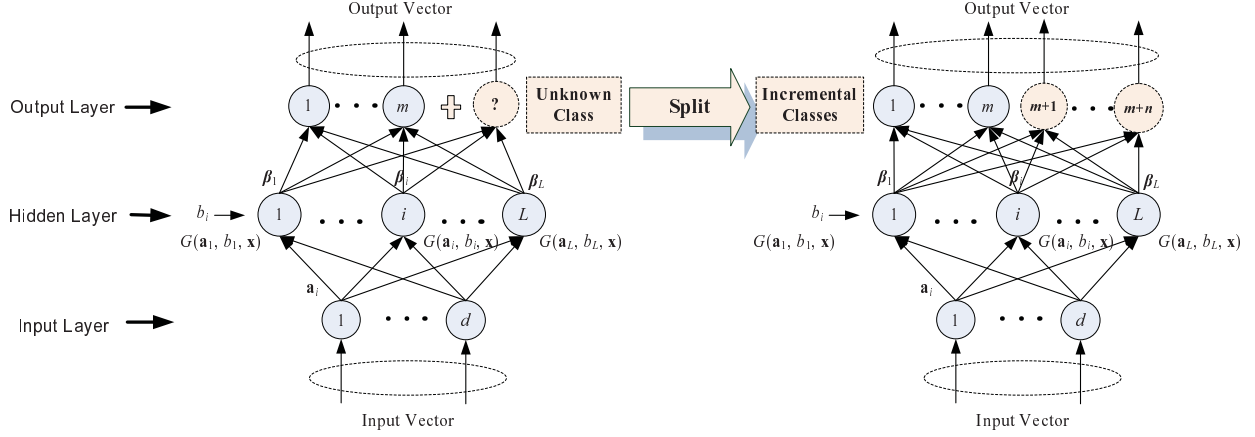 Output Vector
Output Vector
Output Layer
1 m ?
Unknown Class
Split
Incremental Classes
1 m m+1 m+n
β1 βi βL
β1 βi βL
Hidden Layer
bi 1 i L
bi 1 i L
G(a1, b1, x) G(ai, bi, x) G(aL, bL, x)
G(a1, b1, x) G(ai, bi, x) G(aL, bL, x)
ai
ai
Input Layer
1 d
1 d
Input Vector
Input Vector